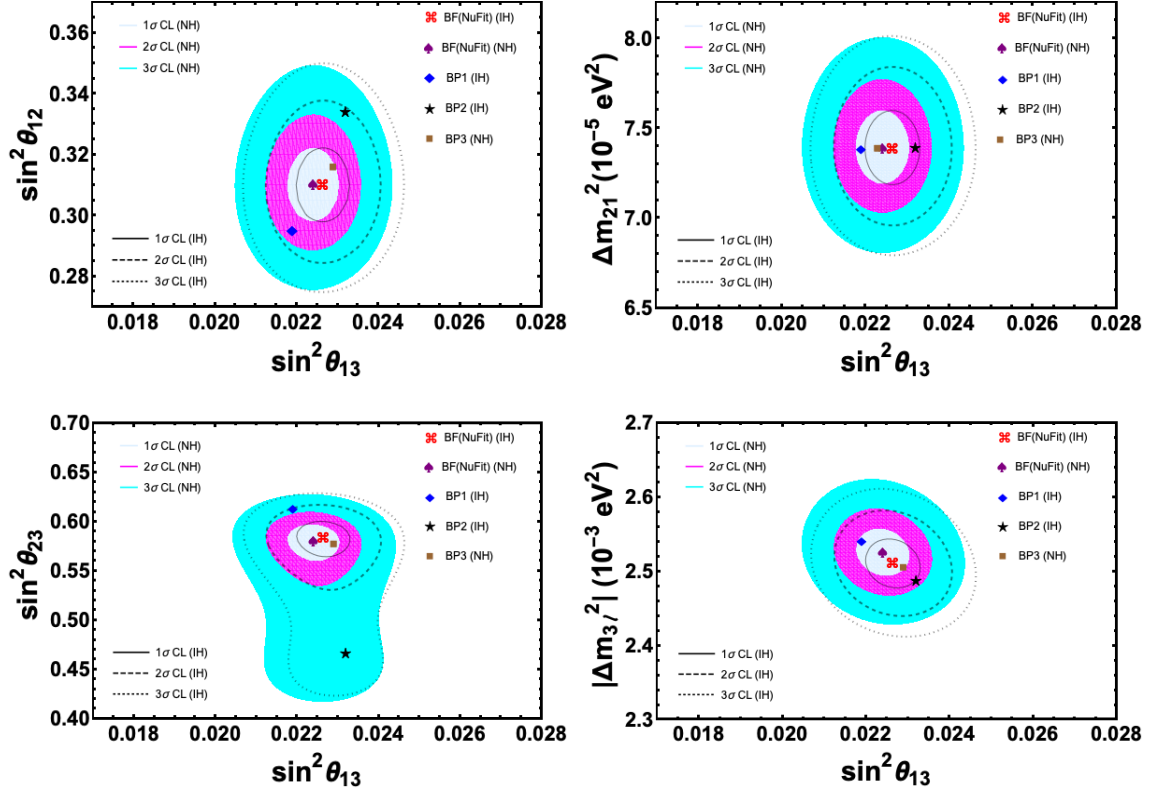 1σ CL (NH)
2σ CL (NH)
3σ CL (NH)
BF(NuFit) (IH)
BF(NuFit) (NH)
BP1 (IH)
BP2 (IH)
BP3 (NH)
1σ CL (IH)
2σ CL (IH)
3σ CL (IH)
0.36
0.34
0.32
0.30
0.28
sin²θ₁₂
0.018 0.020 0.022 0.024 0.026 0.028
sin²θ₁₃
1σ CL (NH)
2σ CL (NH)
3σ CL (NH)
BF(NuFit) (IH)
BF(NuFit) (NH)
BP1 (IH)
BP2 (IH)
BP3 (NH)
1σ CL (IH)
2σ CL (IH)
3σ CL (IH)
8.0
7.5
7.0
6.5
Δm₂₁² (10⁻⁵ eV²)
0.018 0.020 0.022 0.024 0.026 0.028
sin²θ₁₃
1σ CL (NH)
2σ CL (NH)
3σ CL (NH)
BF(NuFit) (IH)
BF(NuFit) (NH)
BP1 (IH)
BP2 (IH)
BP3 (NH)
1σ CL (IH)
2σ CL (IH)
3σ CL (IH)
0.70
0.65
0.60
0.55
0.50
0.45
0.40
sin²θ₂₃
0.018 0.020 0.022 0.024 0.026 0.028
sin²θ₁₃
1σ CL (NH)
2σ CL (NH)
3σ CL (NH)
BF(NuFit) (IH)
BF(NuFit) (NH)
BP1 (IH)
BP2 (IH)
BP3 (NH)
1σ CL (IH)
2σ CL (IH)
3σ CL (IH)
2.7
2.6
2.5
2.4
2.3
|Δm₃ₗ²| (10⁻³ eV²)
0.018 0.020 0.022 0.024 0.026 0.028
sin²θ₁₃